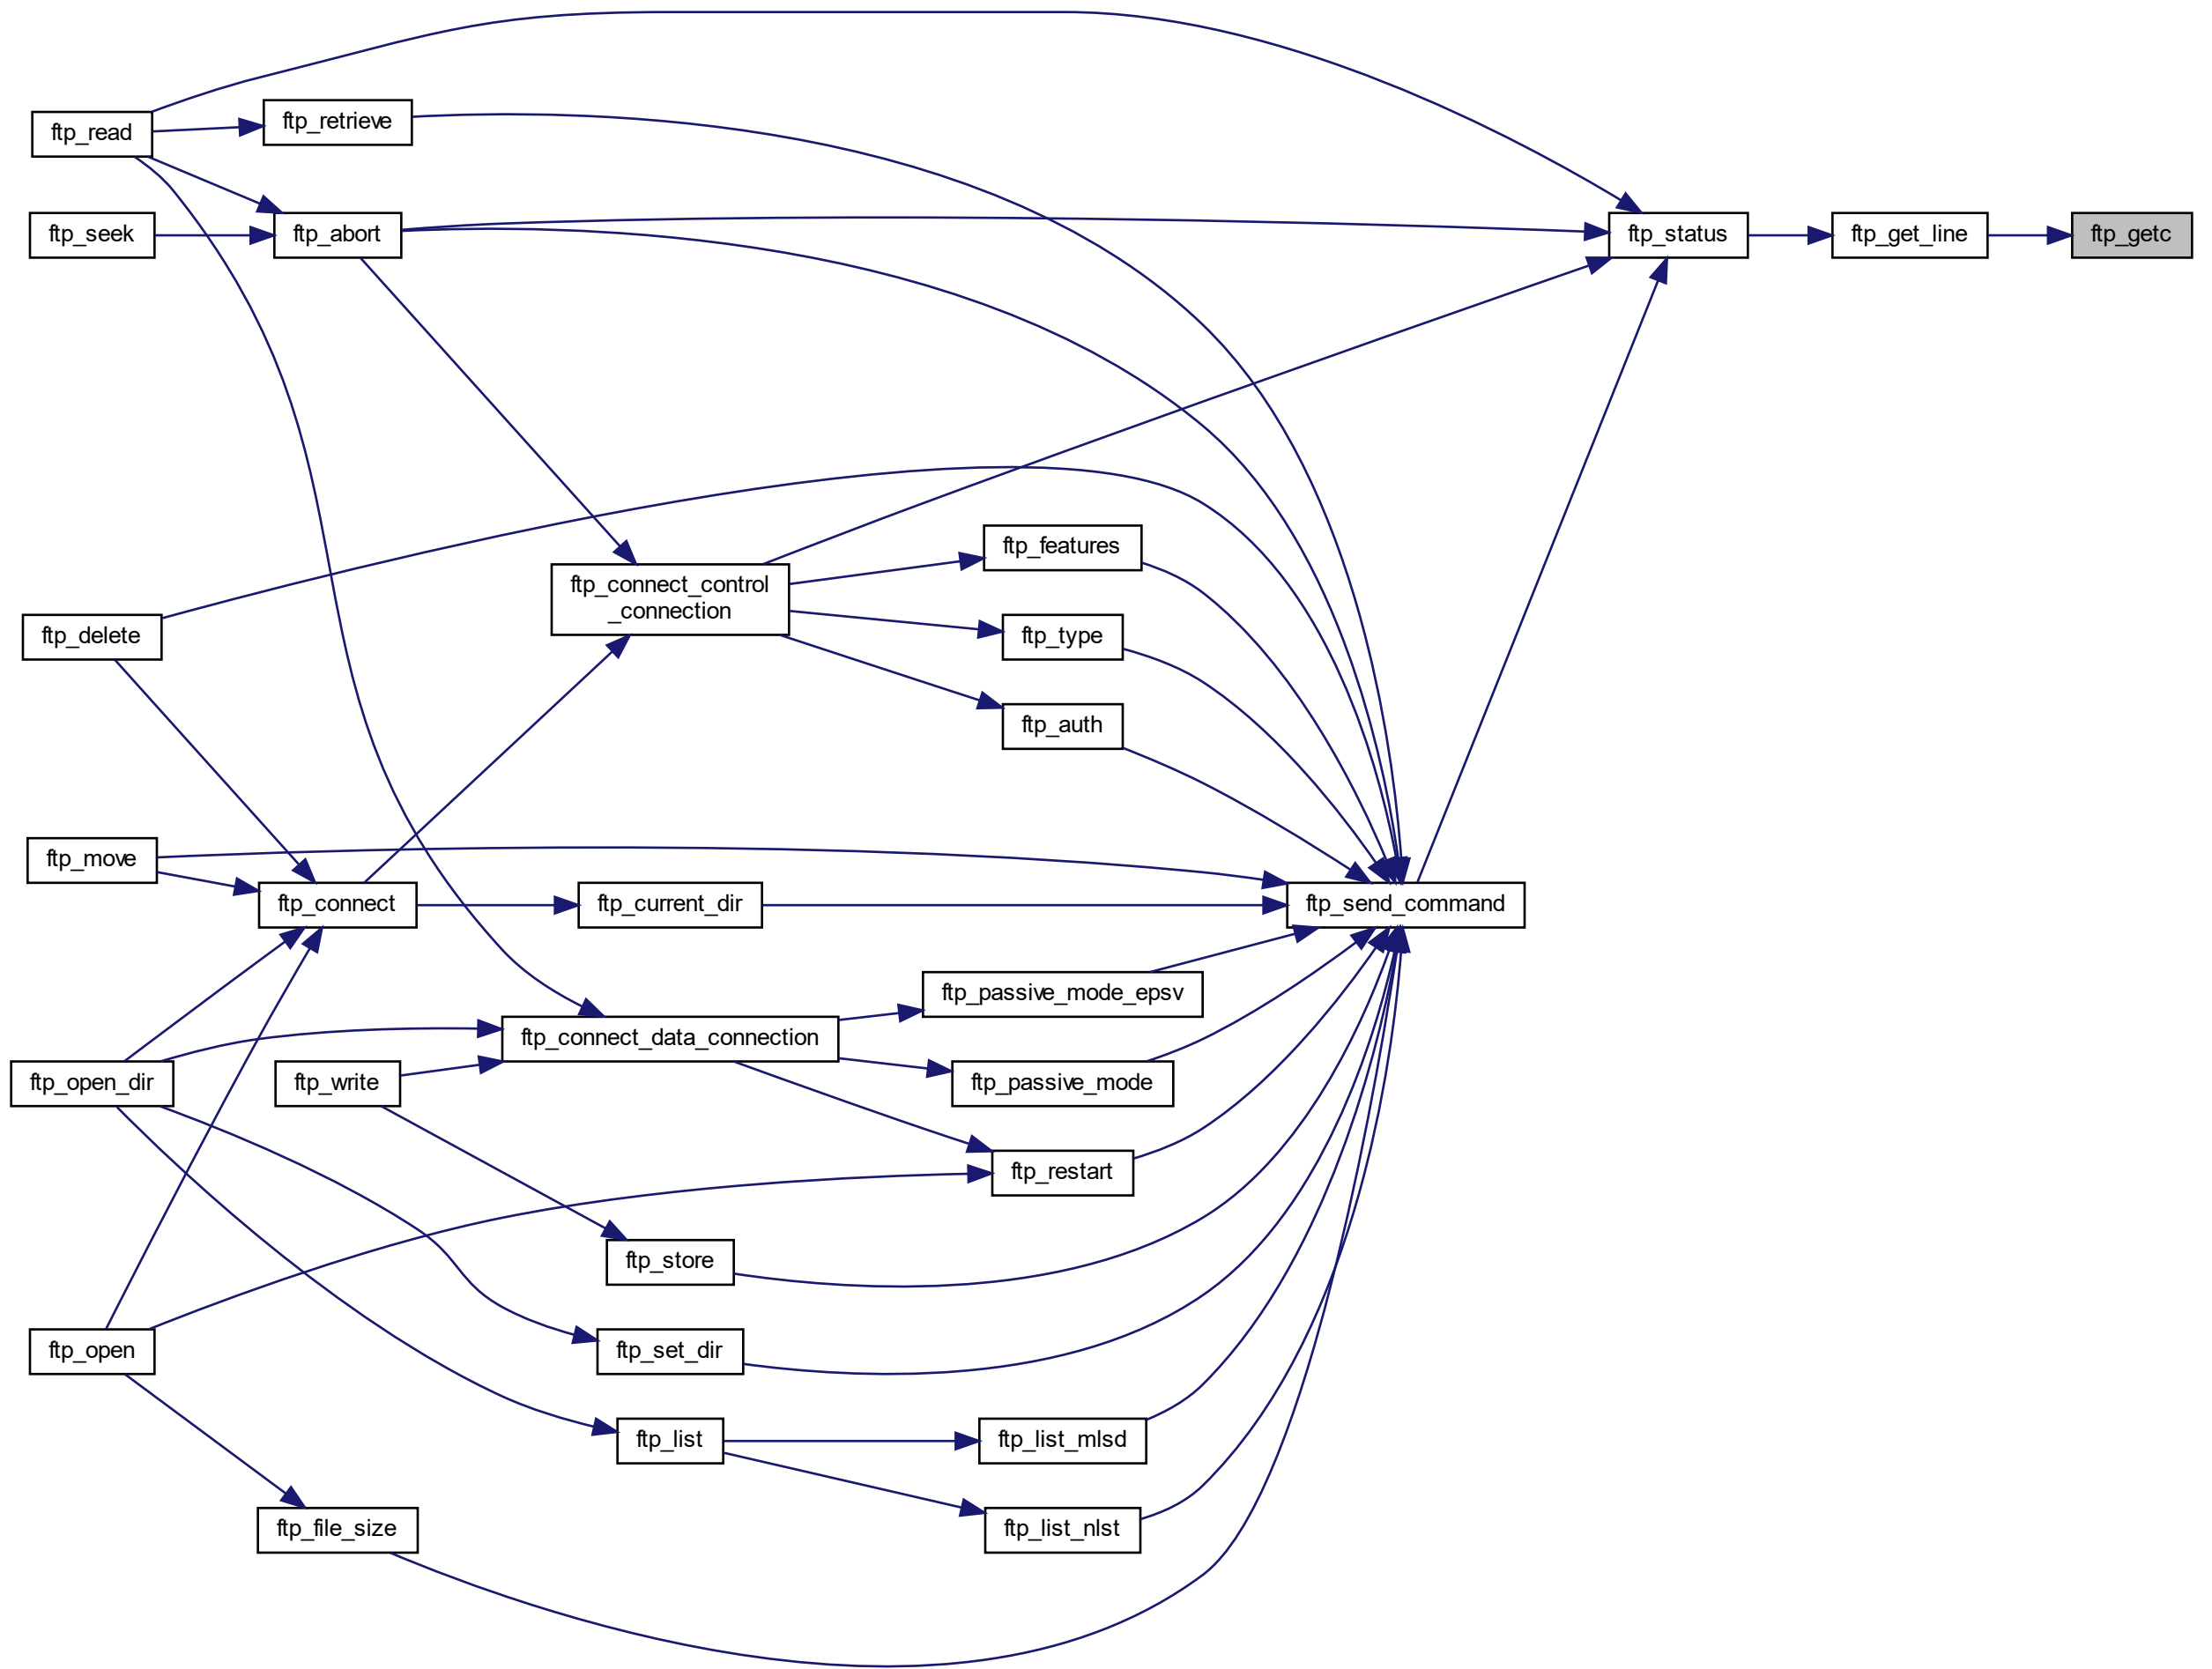 ftp_read
ftp_retrieve
ftp_seek
ftp_abort
ftp_status
ftp_get_line
ftp_getc
ftp_features
ftp_connect_control
_connection
ftp_delete
ftp_type
ftp_auth
ftp_move
ftp_connect
ftp_current_dir
ftp_send_command
ftp_passive_mode_epsv
ftp_connect_data_connection
ftp_open_dir
ftp_write
ftp_passive_mode
ftp_restart
ftp_store
ftp_open
ftp_set_dir
ftp_list
ftp_list_mlsd
ftp_file_size
ftp_list_nlst